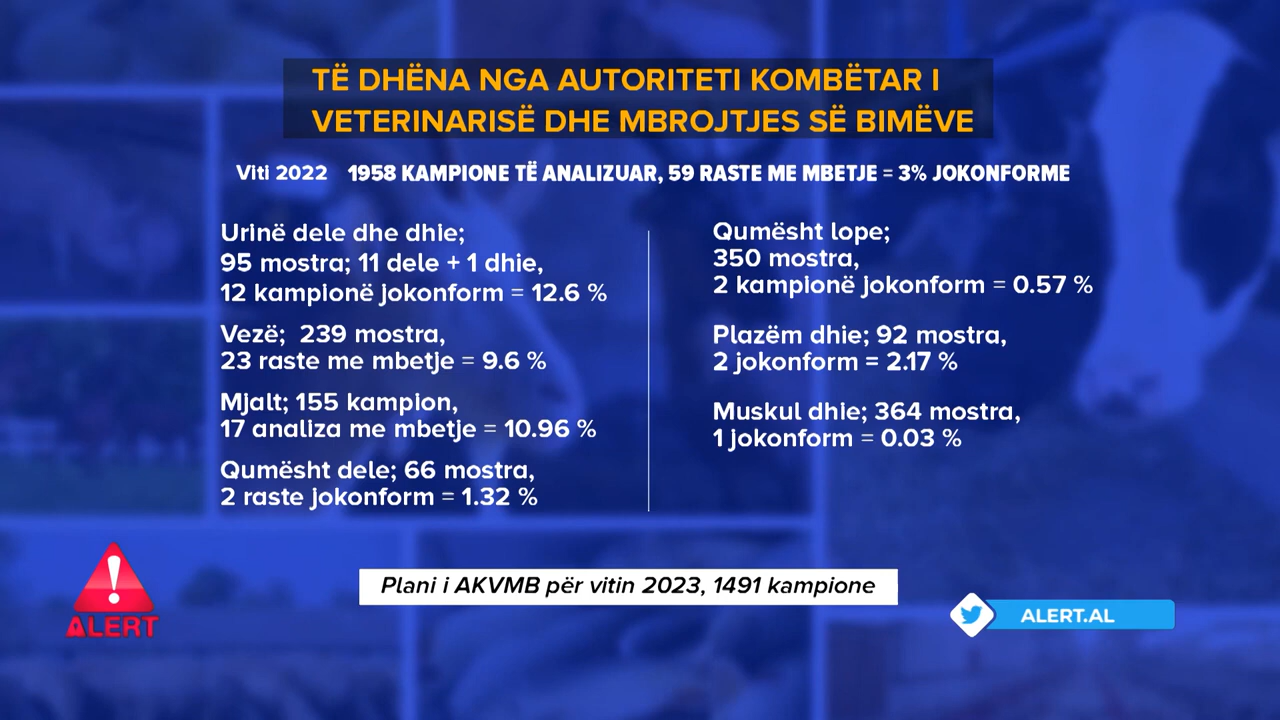 TË DHËNA NGA AUTORITETI KOMBËTAR I
VETERINARISË DHE MBROJTJES SË BIMËVE
Viti 2022 1958 KAMPIONE TË ANALIZUAR, 59 RASTE ME MBETJE = 3% JOKONFORME
Urinë dele dhe dhie;
95 mostra; 11 dele + 1 dhie,
12 kampionë jokonform = 12.6 %
Vezë; 239 mostra,
23 raste me mbetje = 9.6 %
Mjalt; 155 kampion,
17 analiza me mbetje = 10.96 %
Qumësht dele; 66 mostra,
2 raste jokonform = 1.32 %
Qumësht lope;
350 mostra,
2 kampionë jokonform = 0.57 %
Plazëm dhie; 92 mostra,
2 jokonform = 2.17 %
Muskul dhie; 364 mostra,
1 jokonform = 0.03 %
Plani i AKVMB për vitin 2023, 1491 kampione
ALERT
ALERT.AL